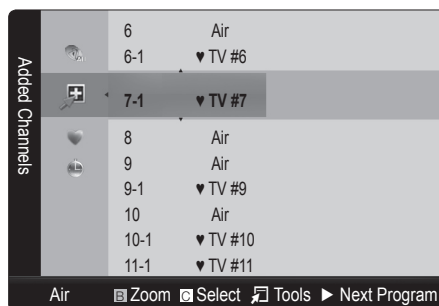 Added Channels
6 Air
6-1 ♥ TV #6
7-1 ♥ TV #7
8 Air
9 Air
9-1 ♥ TV #9
10 Air
10-1 ♥ TV #10
11-1 ♥ TV #11
Air B Zoom C Select Tools ► Next Program